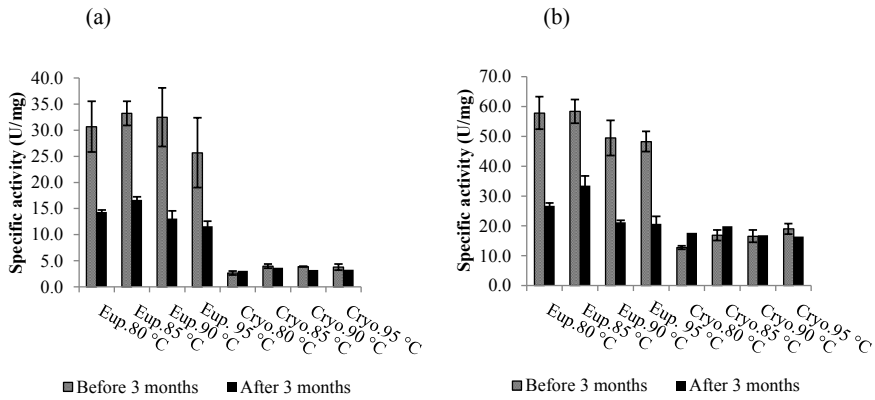 (a)
Specific activity (U/mg)
40.0
35.0
30.0
25.0
20.0
15.0
10.0
5.0
0.0
Eup.80 °C
Eup.85 °C
Eup.90 °C
Eup. 95 °C
Cryo.80 °C
Cryo.85 °C
Cryo.90 °C
Cryo.95 °C
Before 3 months
After 3 months
(b)
Specific activity (U/mg)
70.0
60.0
50.0
40.0
30.0
20.0
10.0
0.0
Eup.80 °C
Eup.85 °C
Eup.90 °C
Eup. 95 °C
Cryo.80 °C
Cryo.85 °C
Cryo.90 °C
Cryo.95 °C
Before 3 months
After 3 months